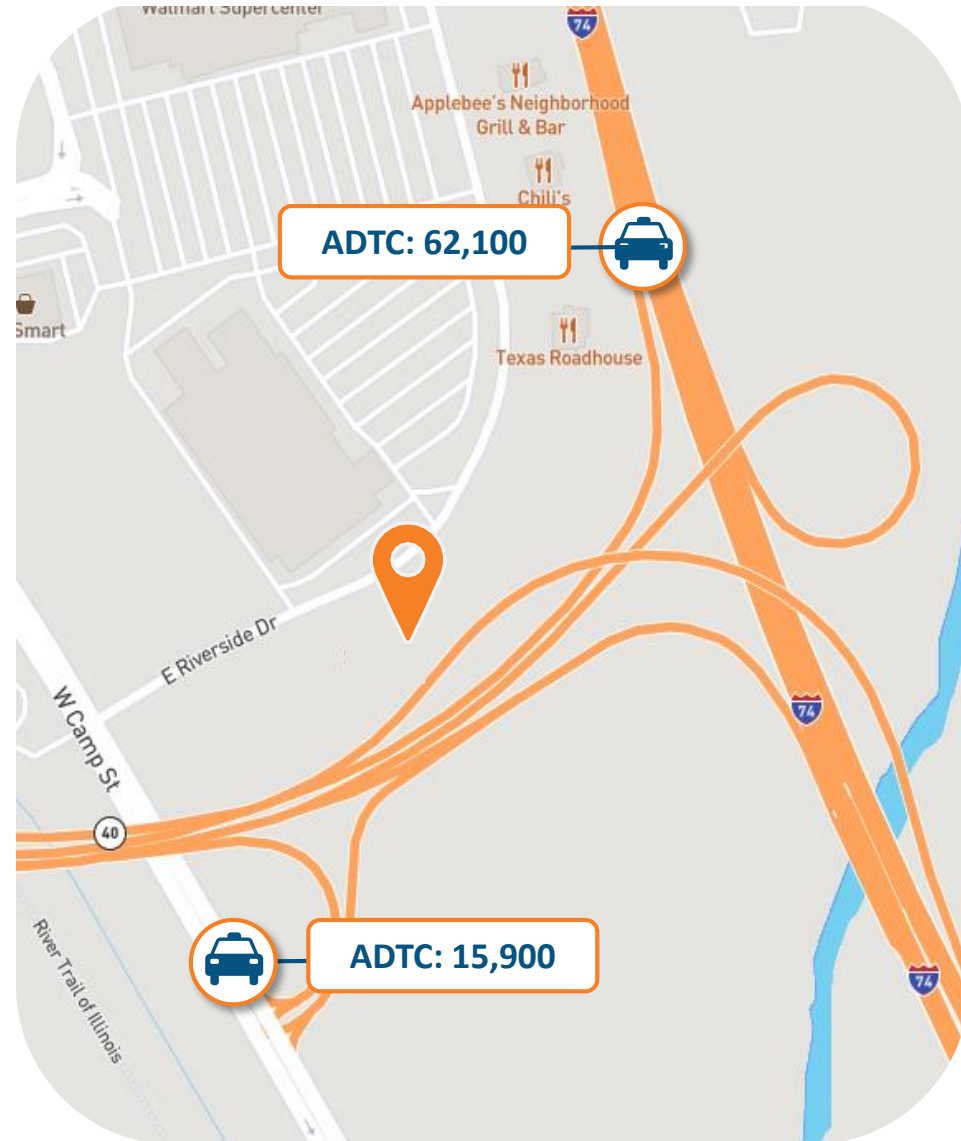 Walmart Supercenter
74
Applebee's Neighborhood
Grill & Bar
Chili's
ADTC: 62,100
Smart
Texas Roadhouse
E Riverside Dr
W Camp St
74
40
River Trail of Illinois
ADTC: 15,900
74